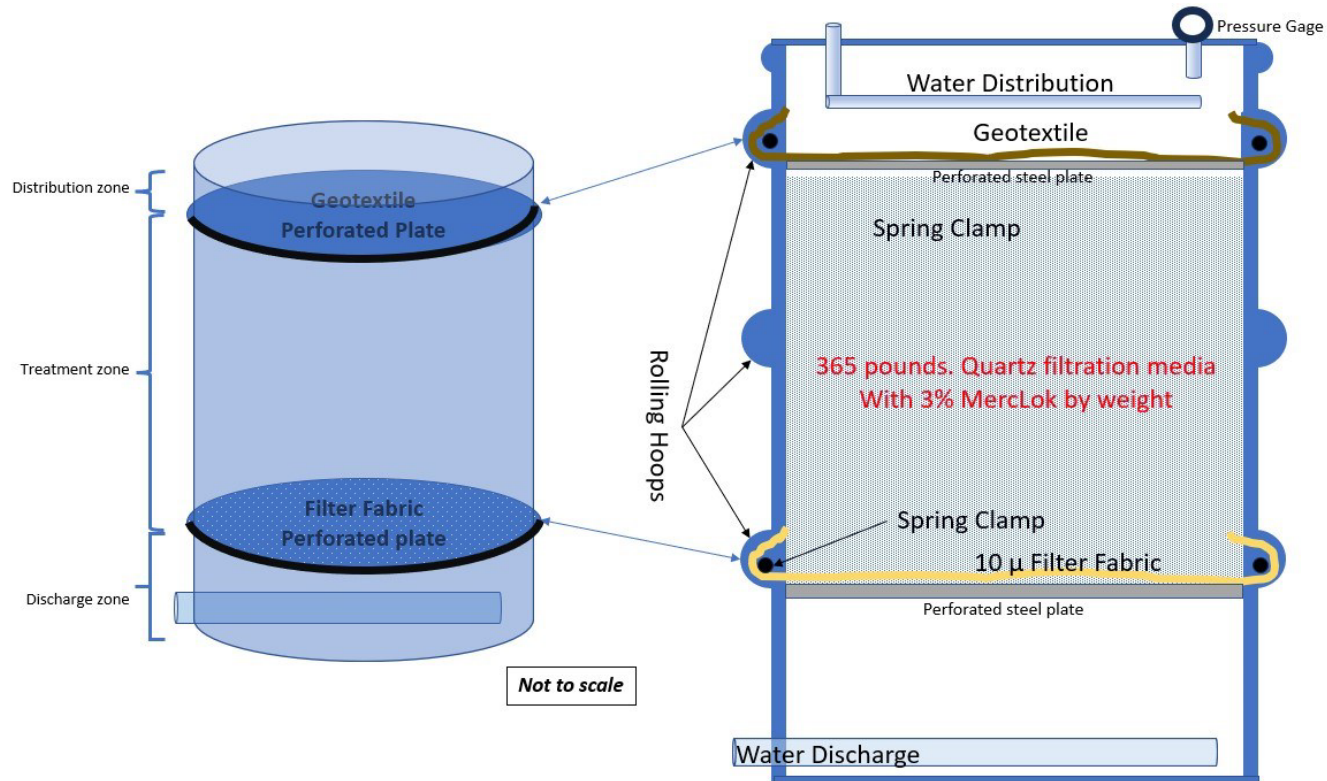 Distribution zone
Treatment zone
Discharge zone
Geotextile
Perforated Plate
Filter Fabric
Perforated plate
Not to scale
Rolling Hoops
Pressure Gage
Water Distribution
Geotextile
Perforated steel plate
Spring Clamp
365 pounds. Quartz filtration media
With 3% MercLok by weight
Spring Clamp
10 µ Filter Fabric
Perforated steel plate
Water Discharge